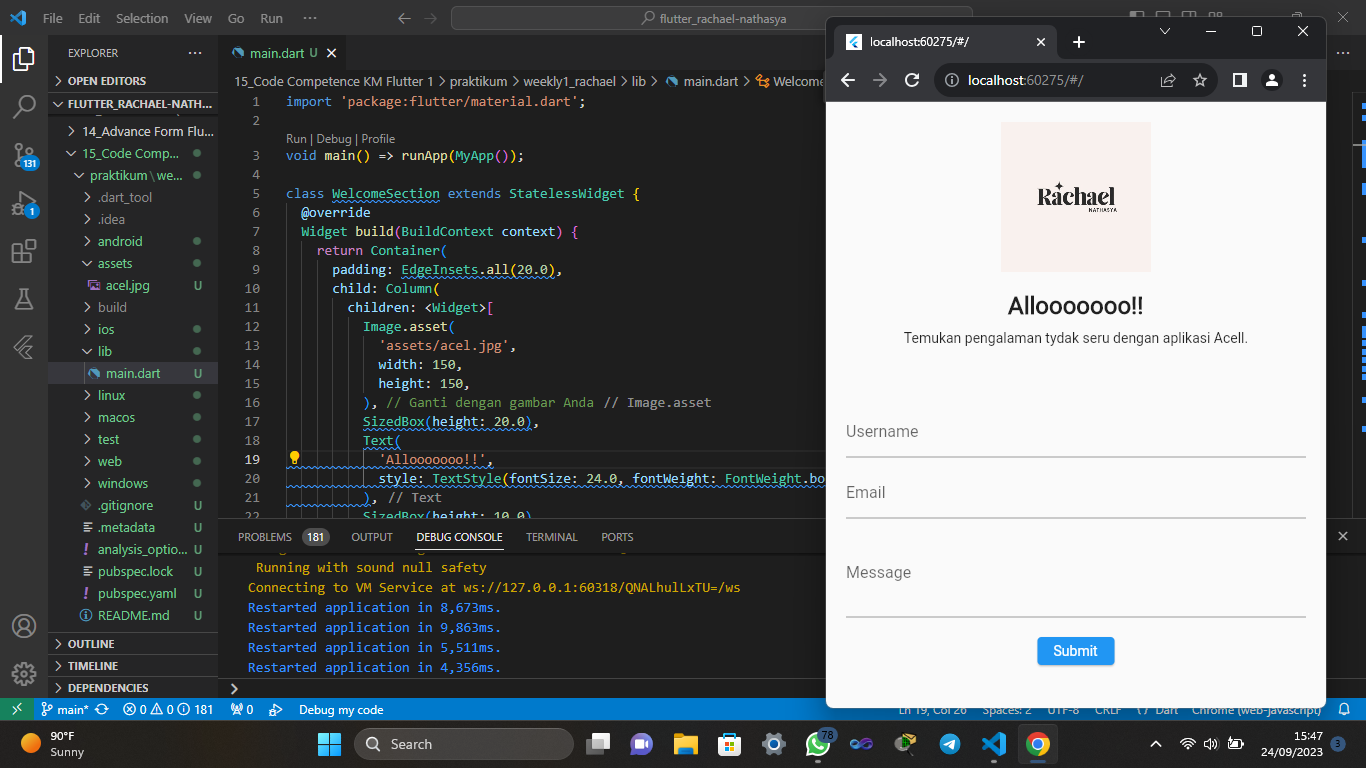 File Edit Selection View Go Run ···
flutter_rachael-nathasya
EXPLORER ···
OPEN EDITORS
FLUTTER_RACHAEL-NATH...
14_Advance Form Flu...
15_Code Comp...
praktikum \ we...
.dart_tool
.idea
android
assets
acel.jpg U
build
ios
lib
main.dart U
linux
macos
test
web
windows
.gitignore U
.metadata U
analysis_optio... U
pubspec.lock U
pubspec.yaml U
README.md U
OUTLINE
TIMELINE
DEPENDENCIES
131
1
main.dart U
15_Code Competence KM Flutter 1 > praktikum > weekly1_rachael > lib > main.dart > Welcome
1 import 'package:flutter/material.dart';
2
Run | Debug | Profile
3 void main() => runApp(MyApp());
4
5 class WelcomeSection extends StatelessWidget {
6 @override
7 Widget build(BuildContext context) {
8 return Container(
9 padding: EdgeInsets.all(20.0),
10 child: Column(
11 children: <Widget>[
12 Image.asset(
13 'assets/acel.jpg',
14 width: 150,
15 height: 150,
16 ), // Ganti dengan gambar Anda // Image.asset
17 SizedBox(height: 20.0),
18 Text(
19 'Allooooooo!!',
20 style: TextStyle(fontSize: 24.0, fontWeight: FontWeight.bo
21 ), // Text
22 SizedBox(height: 10.0)
PROBLEMS 181 OUTPUT DEBUG CONSOLE TERMINAL PORTS
Running with sound null safety
Connecting to VM Service at ws://127.0.0.1:60318/QNALhulLxTU=/ws
Restarted application in 8,673ms.
Restarted application in 9,863ms.
Restarted application in 5,511ms.
Restarted application in 4,356ms.
localhost:60275/#/
localhost:60275/#/
Rachael
NATHASYA
Allooooooo!!
Temukan pengalaman tydak seru dengan aplikasi Acell.
Username
Email
Message
Submit
main* 0 0 181 0 Debug my code
Ln 19, Col 26 Spaces: 2 UTF-8 CRLF { } Dart Chrome (web-javascript)
90°F
Sunny
Search
78
15:47
24/09/2023
3